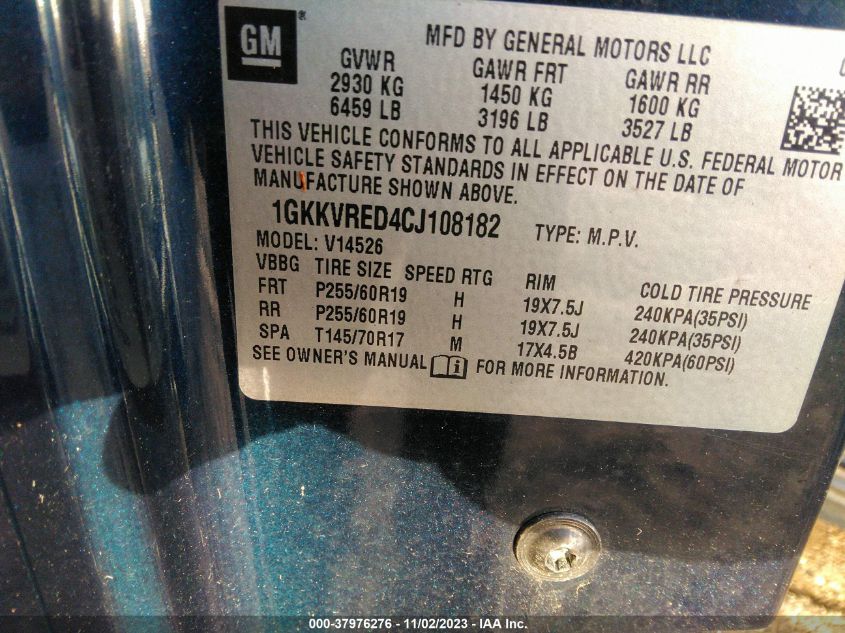 GM
MFD BY GENERAL MOTORS LLC
GVWR GAWR FRT GAWR RR
2930 KG 1450 KG 1600 KG
6459 LB 3196 LB 3527 LB
THIS VEHICLE CONFORMS TO ALL APPLICABLE U.S. FEDERAL MOTOR
VEHICLE SAFETY STANDARDS IN EFFECT ON THE DATE OF
MANUFACTURE SHOWN ABOVE.
1GKKVRED4CJ108182 TYPE: M.P.V.
MODEL: V14526
VBBG TIRE SIZE SPEED RTG RIM COLD TIRE PRESSURE
FRT P255/60R19 H 19X7.5J 240KPA(35PSI)
RR P255/60R19 H 19X7.5J 240KPA(35PSI)
SPA T145/70R17 M 17X4.5B 420KPA(60PSI)
SEE OWNER'S MANUAL i FOR MORE INFORMATION.
000-37976276 - 11/02/2023 - IAA Inc.